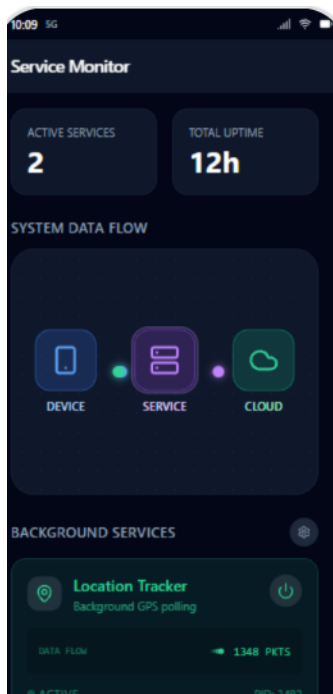 10:09 5G
Service Monitor
ACTIVE SERVICES
2
TOTAL UPTIME
12h
SYSTEM DATA FLOW
DEVICE
SERVICE
CLOUD
BACKGROUND SERVICES
Location Tracker
Background GPS polling
DATA FLOW
1348 PKTS
ACTIVE